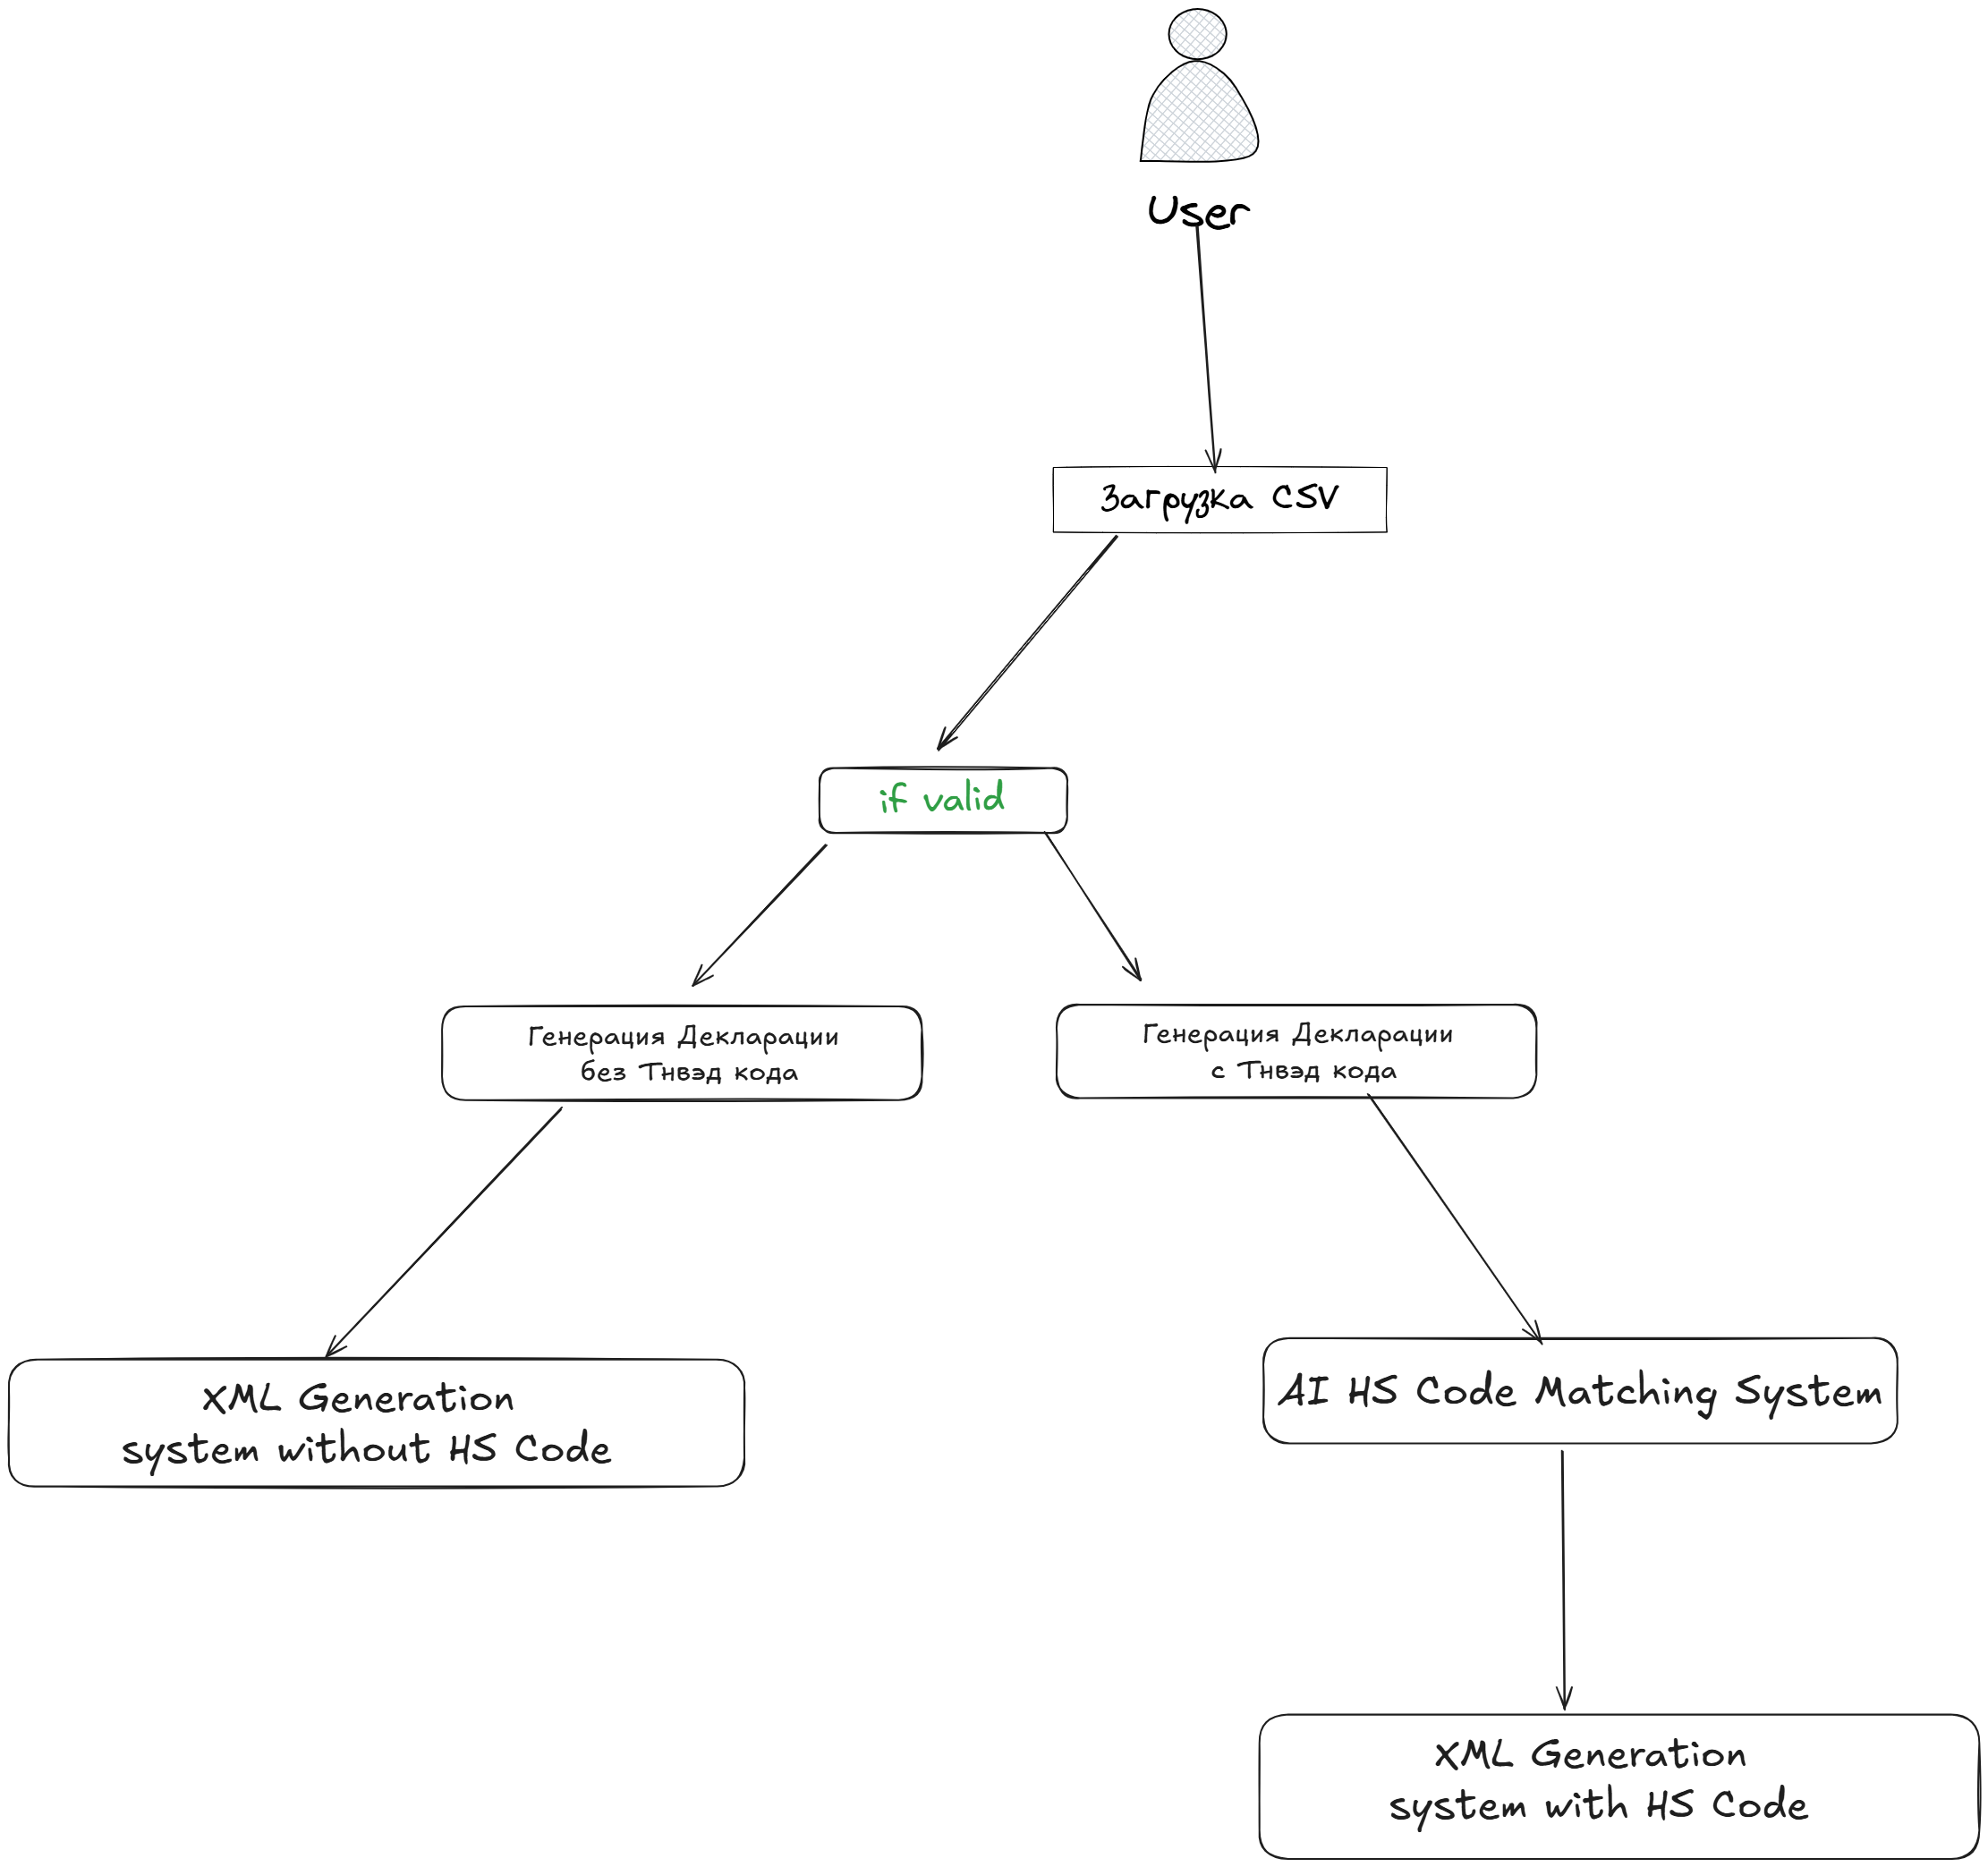 User
Загрузка CSV
if valid
Генерация Декларации
без Тнвэд кода
Генерация Декларации
с Тнвэд кода
XML Generation
system without HS Code
AI HS Code Matching System
XML Generation
system with HS Code